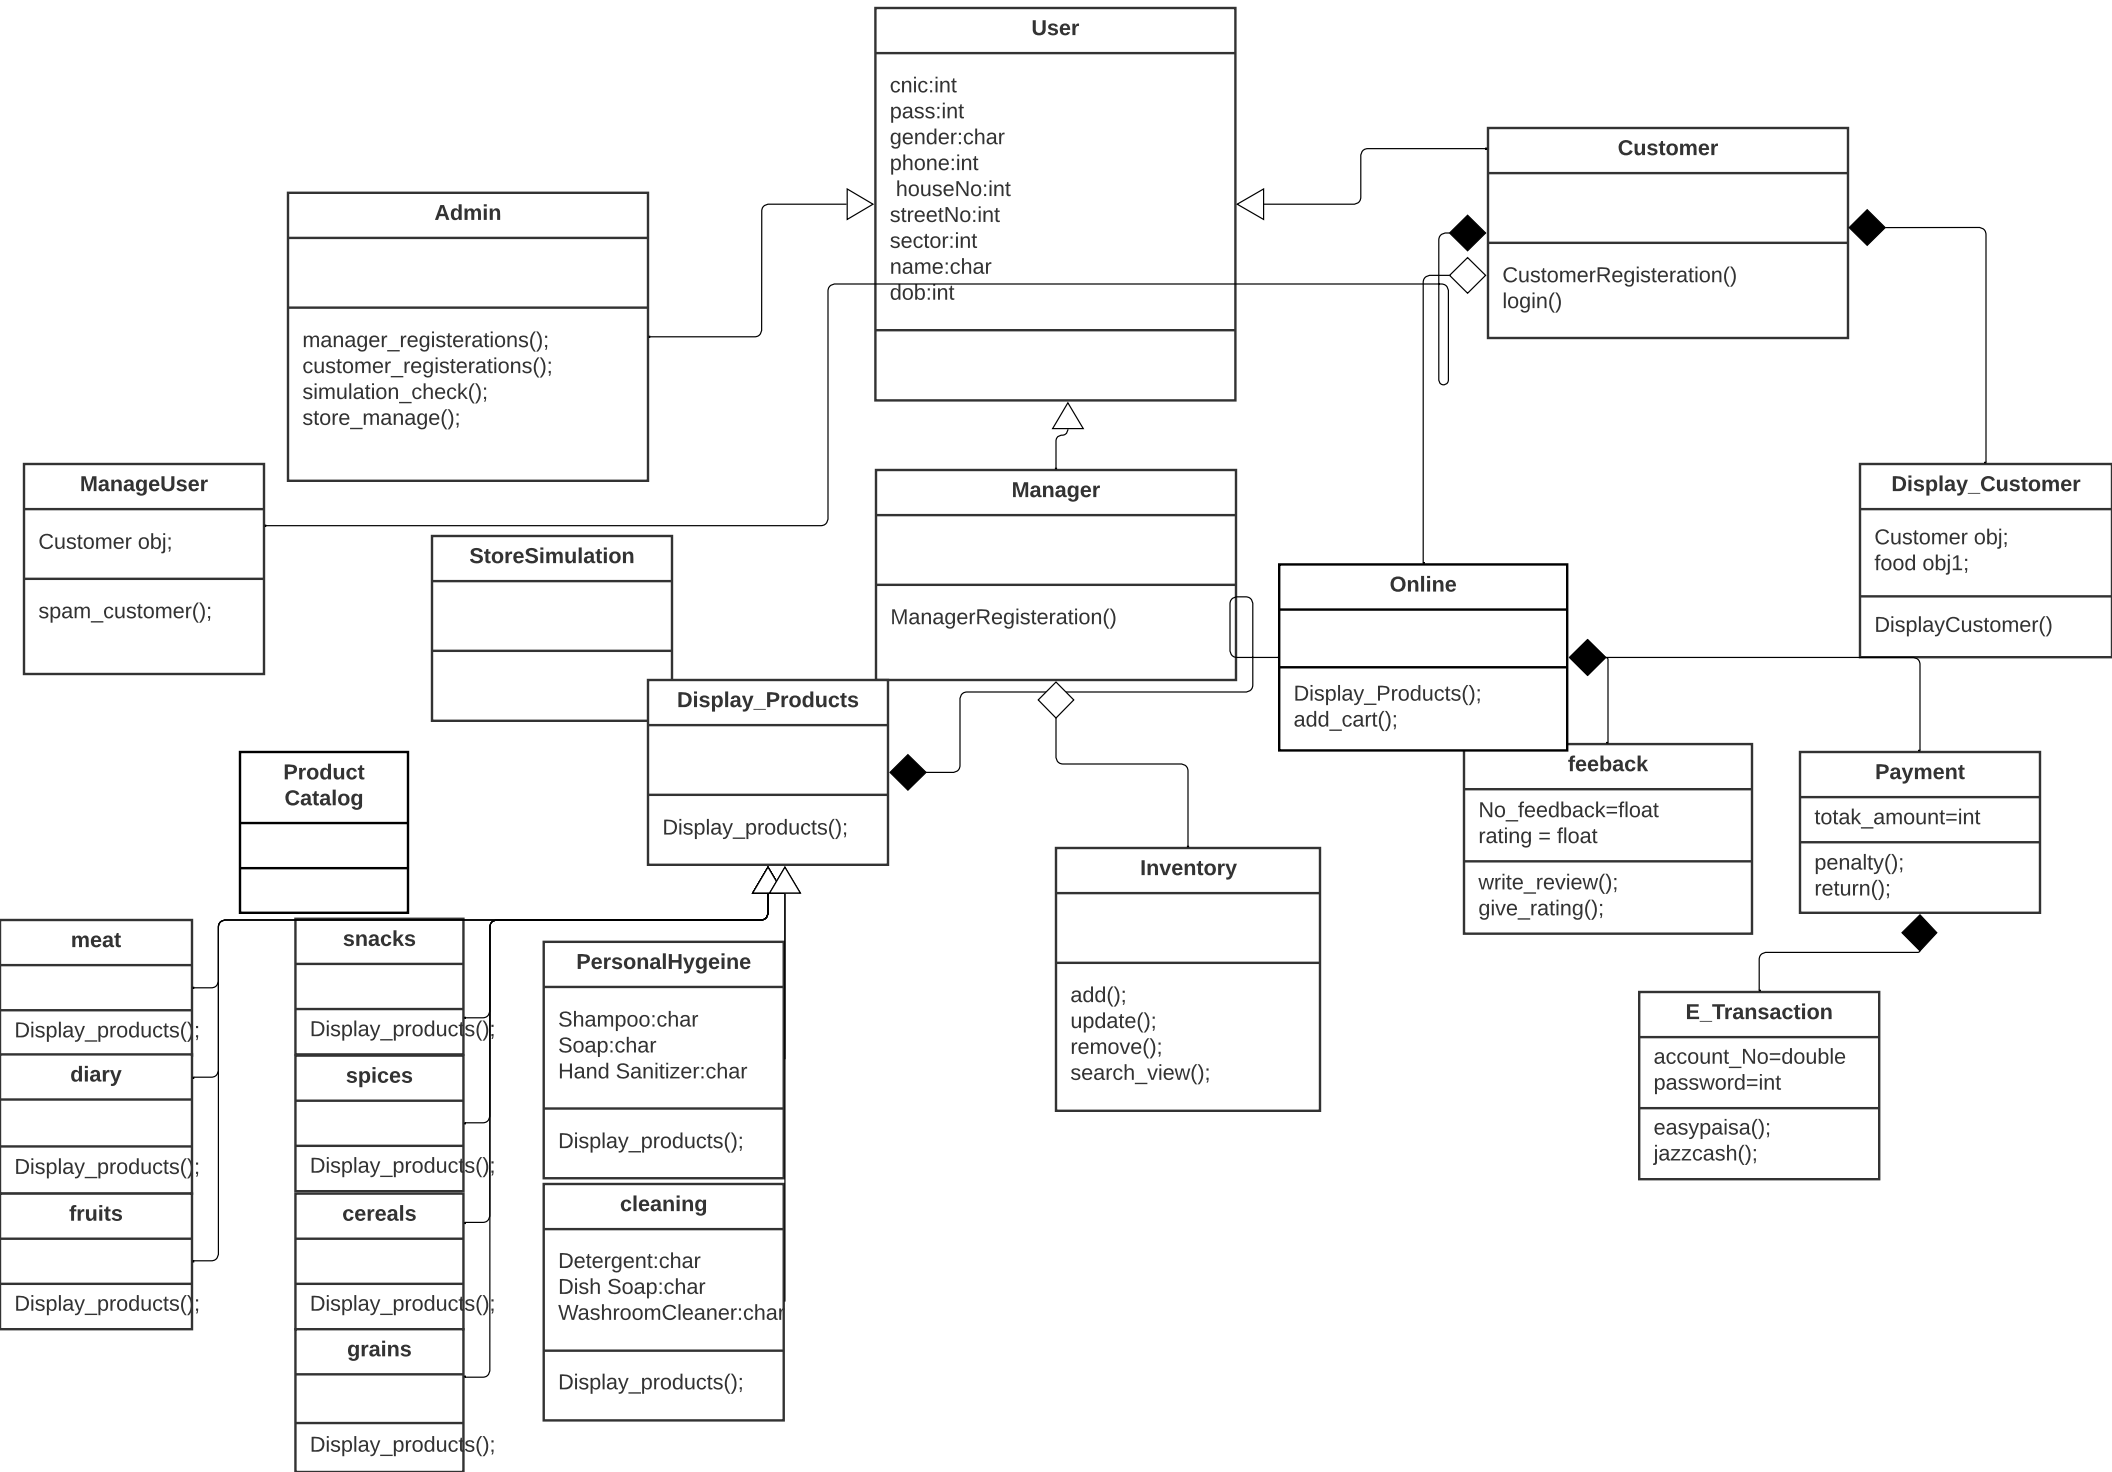 User
cnic:int
pass:int
gender:char
phone:int
houseNo:int
streetNo:int
sector:int
name:char
dob:int
Customer
CustomerRegisteration()
login()
Admin
manager_registerations();
customer_registerations();
simulation_check();
store_manage();
ManageUser
Customer obj;
spam_customer();
StoreSimulation
Manager
ManagerRegisteration()
Online
Display_Products();
add_cart();
Display_Customer
Customer obj;
food obj1;
DisplayCustomer()
Display_Products
Display_products();
Product
Catalog
feeback
No_feedback=float
rating = float
write_review();
give_rating();
Payment
totak_amount=int
penalty();
return();
Inventory
add();
update();
remove();
search_view();
E_Transaction
account_No=double
password=int
easypaisa();
jazzcash();
meat
Display_products();
diary
Display_products();
fruits
Display_products();
snacks
Display_products();
spices
Display_products();
cereals
Display_products();
grains
Display_products();
PersonalHygeine
Shampoo:char
Soap:char
Hand Sanitizer:char
Display_products();
cleaning
Detergent:char
Dish Soap:char
WashroomCleaner:char
Display_products();